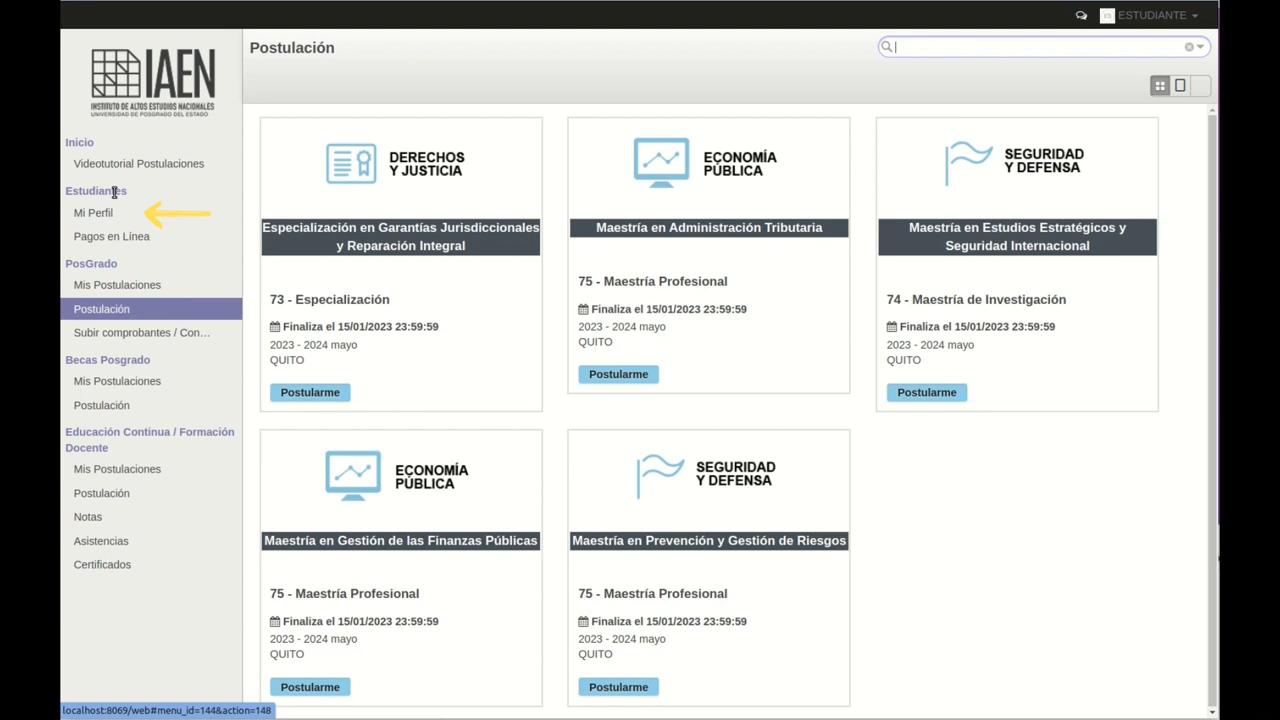 ESTUDIANTE
IAEN
INSTITUTO DE ALTOS ESTUDIOS NACIONALES
UNIVERSIDAD DE POSGRADO DEL ESTADO
Inicio
Videotutorial Postulaciones
Estudiantes
Mi Perfil
Pagos en Línea
PosGrado
Mis Postulaciones
Postulación
Subir comprobantes / Con...
Becas Posgrado
Mis Postulaciones
Postulación
Educación Continua / Formación
Docente
Mis Postulaciones
Postulación
Notas
Asistencias
Certificados
Postulación
DERECHOS
Y JUSTICIA
Especialización en Garantías Jurisdiccionales
y Reparación Integral
73 - Especialización
Finaliza el 15/01/2023 23:59:59
2023 - 2024 mayo
QUITO
Postularme
ECONOMÍA
PÚBLICA
Maestría en Administración Tributaria
75 - Maestría Profesional
Finaliza el 15/01/2023 23:59:59
2023 - 2024 mayo
QUITO
Postularme
SEGURIDAD
Y DEFENSA
Maestría en Estudios Estratégicos y
Seguridad Internacional
74 - Maestría de Investigación
Finaliza el 15/01/2023 23:59:59
2023 - 2024 mayo
QUITO
Postularme
ECONOMÍA
PÚBLICA
Maestría en Gestión de las Finanzas Públicas
75 - Maestría Profesional
Finaliza el 15/01/2023 23:59:59
2023 - 2024 mayo
QUITO
Postularme
SEGURIDAD
Y DEFENSA
Maestría en Prevención y Gestión de Riesgos
75 - Maestría Profesional
Finaliza el 15/01/2023 23:59:59
2023 - 2024 mayo
QUITO
Postularme
localhost:8069/web#menu_id=144&action=148